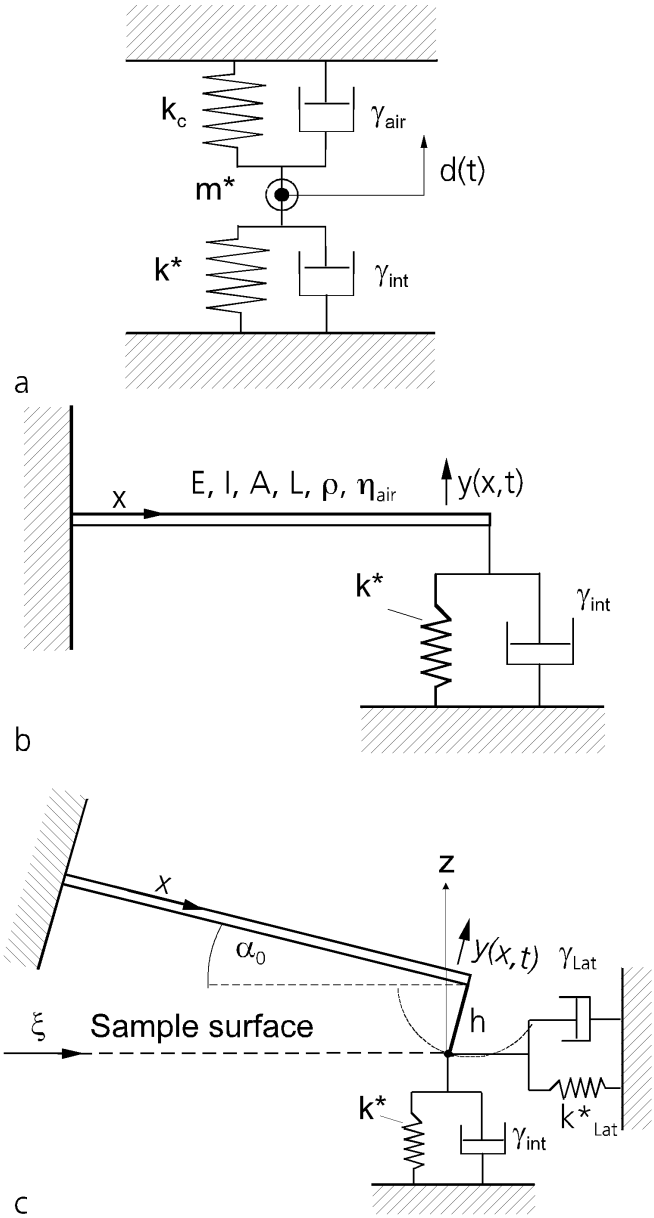 k_c
γ_air
m*
d(t)
k*
γ_int
a
E, I, A, L, ρ, η_air
x
y(x,t)
k*
γ_int
b
z
x
α_0
y(x,t)
γ_Lat
h
ξ
Sample surface
k*
γ_int
k*_Lat
c